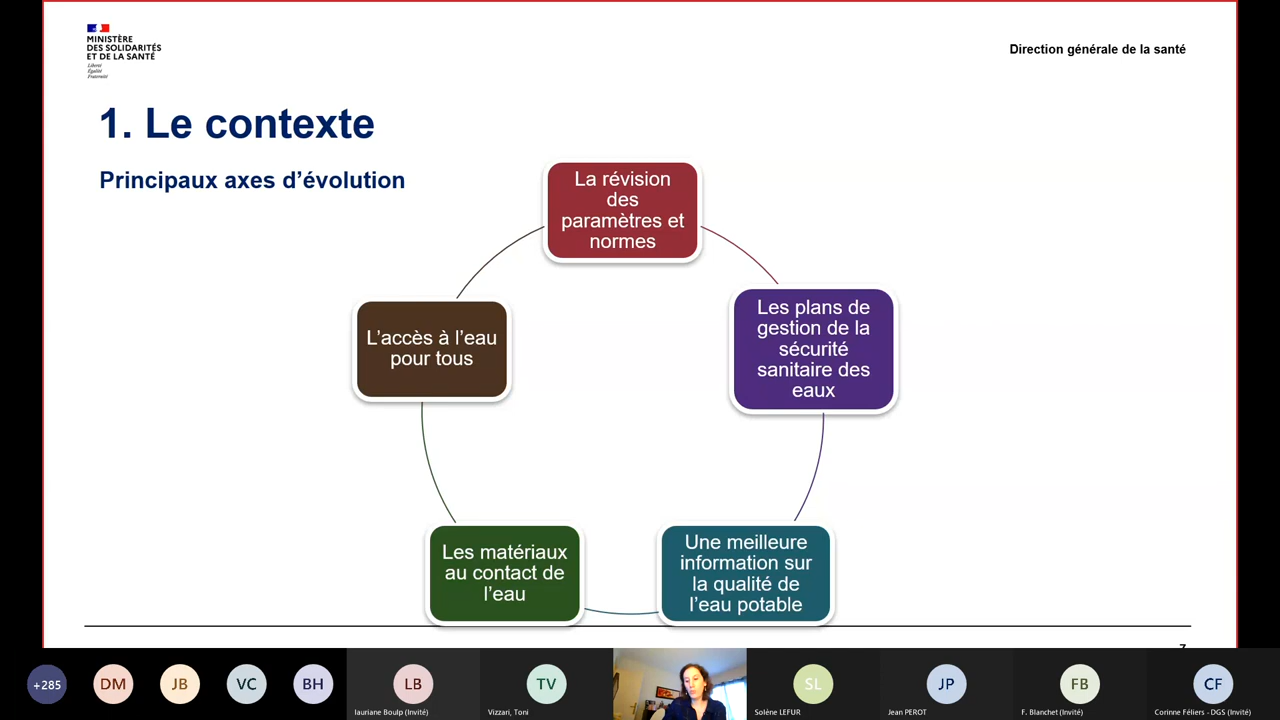 MINISTÈRE
DES SOLIDARITÉS
ET DE LA SANTÉ
Liberté
Égalité
Fraternité
Direction générale de la santé
1. Le contexte
Principaux axes d’évolution
La révision
des
paramètres et
normes
L’accès à l’eau
pour tous
Les plans de
gestion de la
sécurité
sanitaire des
eaux
Les matériaux
au contact de
l’eau
Une meilleure
information sur
la qualité de
l’eau potable
+285
DM
JB
VC
BH
LB
TV
SL
JP
FB
CF
lauriane Boulp (Invité)
Vizzari, Toni
Solène LEFUR
Jean PEROT
F. Blanchet (Invité)
Corinne Féliers - DGS (Invité)